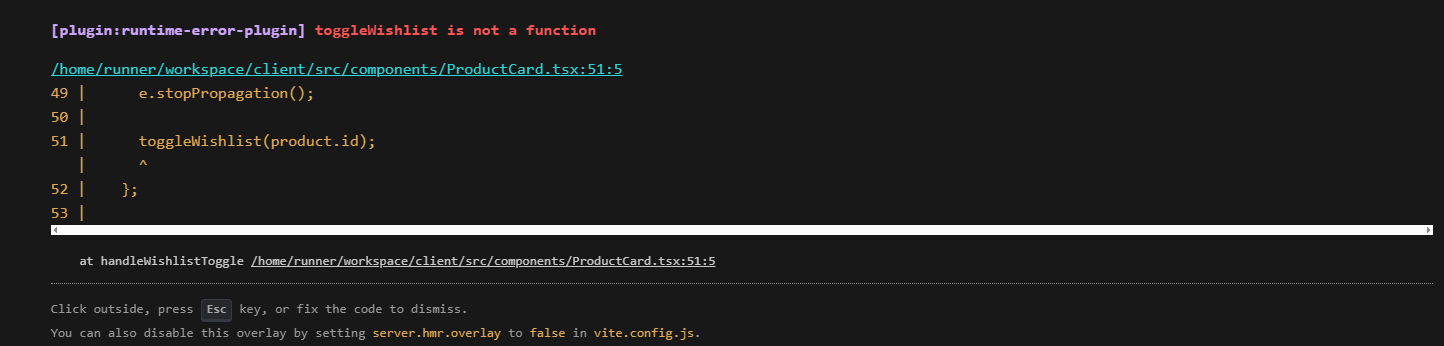 [plugin:runtime-error-plugin] toggleWishlist is not a function
/home/runner/workspace/client/src/components/ProductCard.tsx:51:5
49 |      e.stopPropagation();
50 |
51 |      toggleWishlist(product.id);
   |      ^
52 |    };
53 |
at handleWishlistToggle /home/runner/workspace/client/src/components/ProductCard.tsx:51:5
Click outside, press Esc key, or fix the code to dismiss.
You can also disable this overlay by setting server.hmr.overlay to false in vite.config.js.